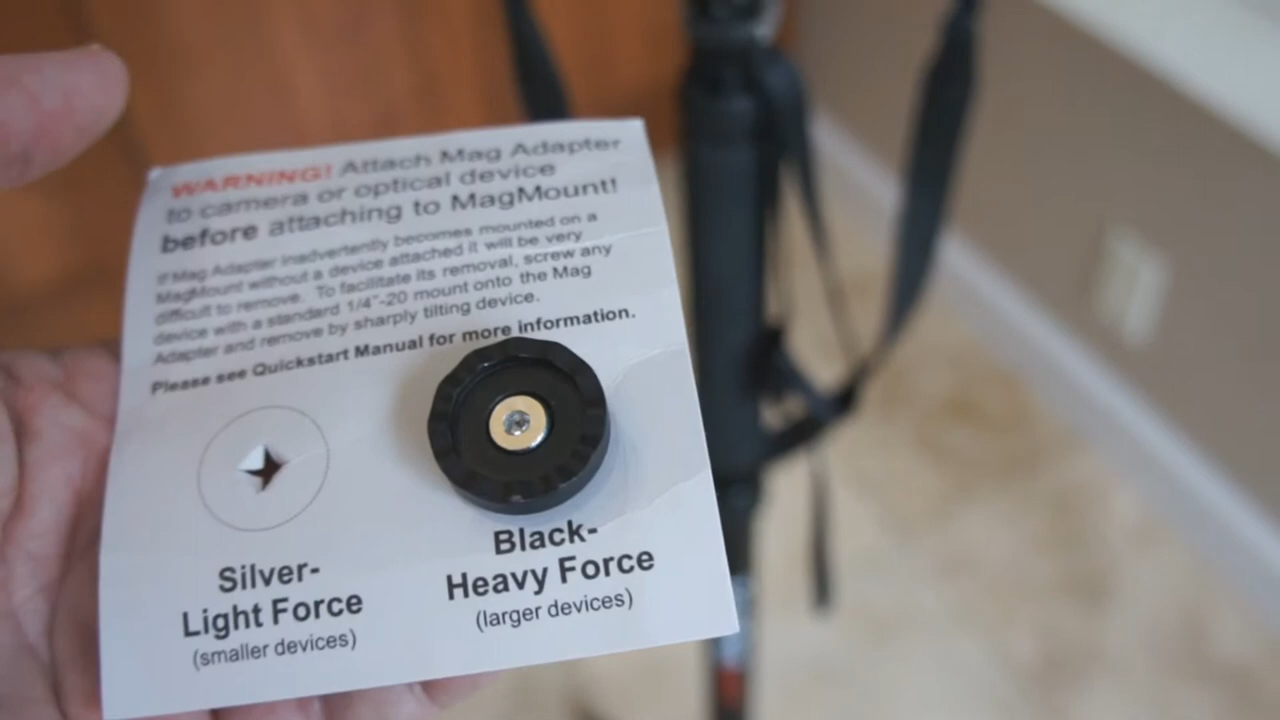 WARNING! Attach Mag Adapter
to camera or optical device
before attaching to MagMount!
If Mag Adapter inadvertently becomes mounted on a
MagMount without a device attached it will be very
difficult to remove. To facilitate its removal, screw any
device with a standard 1/4"-20 mount onto the Mag
Adapter and remove by sharply tilting device.
Please see Quickstart Manual for more information.
Silver-
Light Force
(smaller devices)
Black-
Heavy Force
(larger devices)